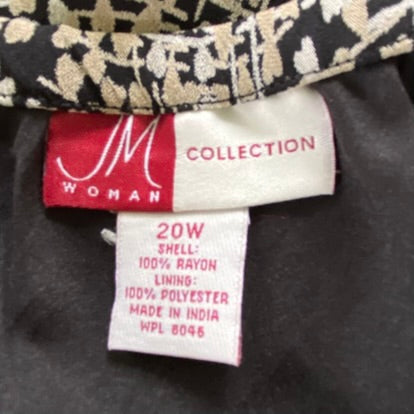 JM
WOMAN
COLLECTION
20W
SHELL:
100% RAYON
LINING:
100% POLYESTER
MADE IN INDIA
WPL 8046